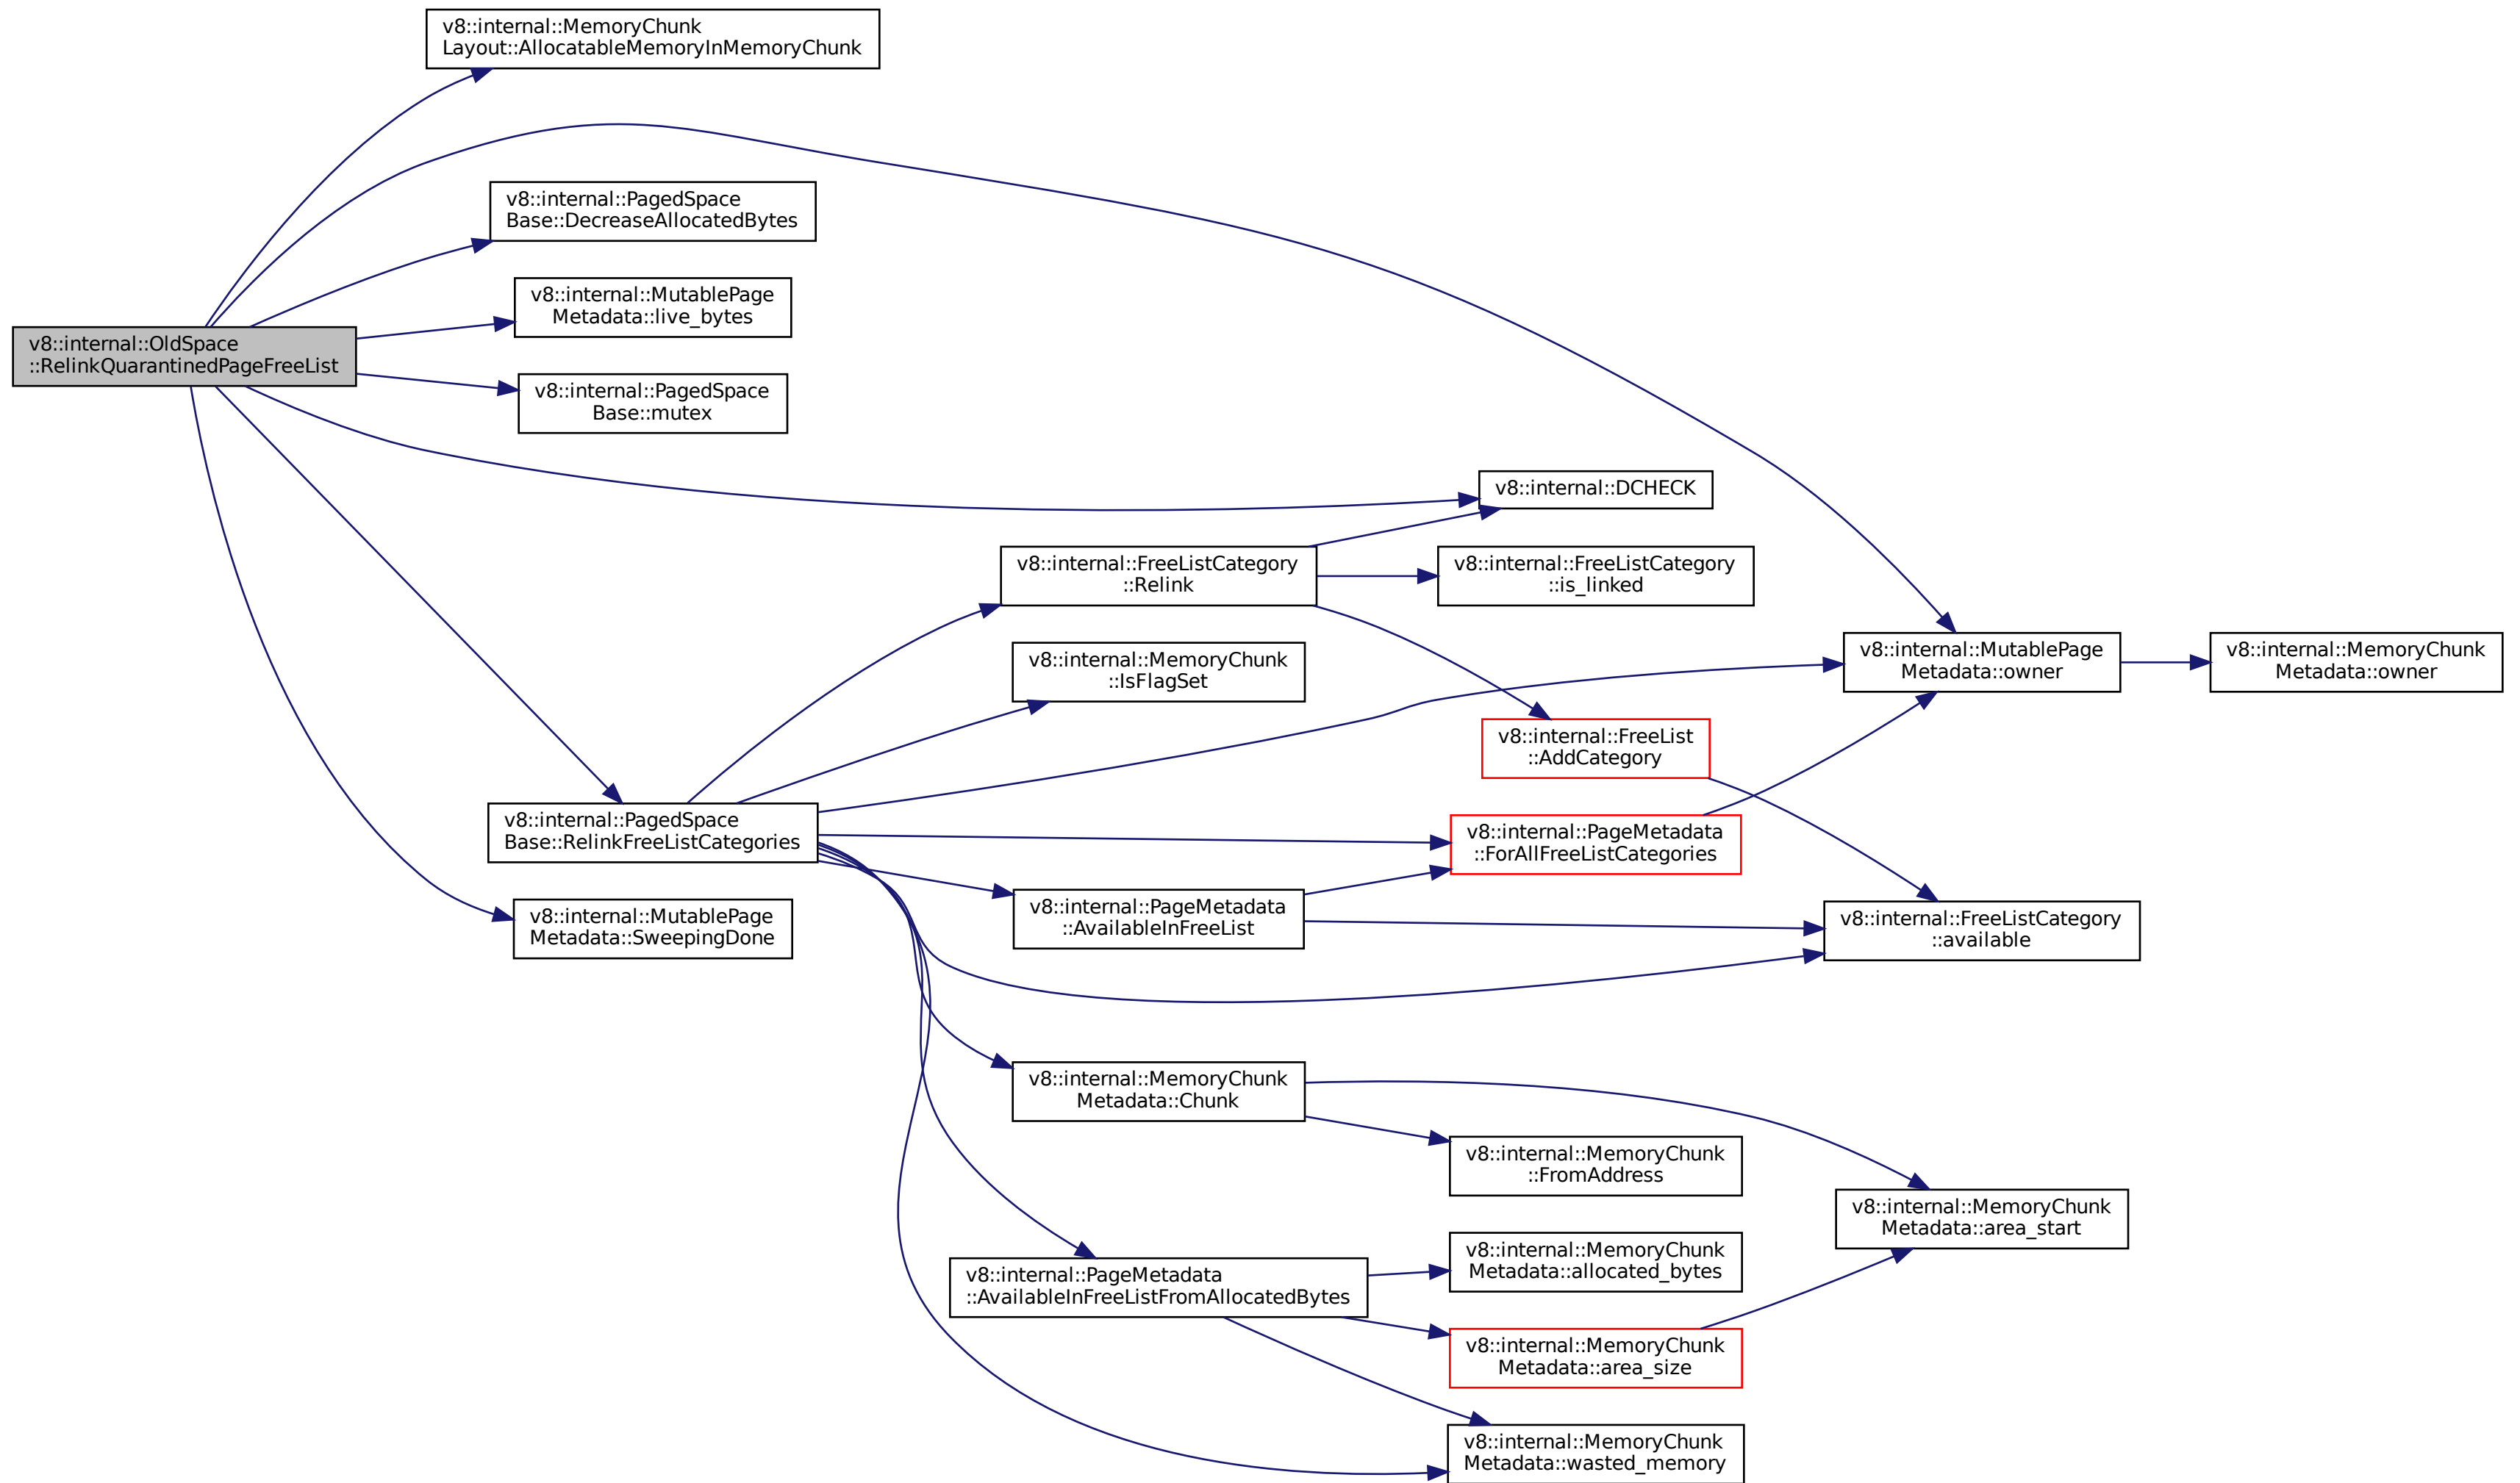 v8::internal::MemoryChunk
Layout::AllocatableMemoryInMemoryChunk
v8::internal::PagedSpace
Base::DecreaseAllocatedBytes
v8::internal::MutablePage
Metadata::live_bytes
v8::internal::OldSpace
::RelinkQuarantinedPageFreeList
v8::internal::PagedSpace
Base::mutex
v8::internal::DCHECK
v8::internal::FreeListCategory
::Relink
v8::internal::FreeListCategory
::is_linked
v8::internal::MemoryChunk
::IsFlagSet
v8::internal::MutablePage
Metadata::owner
v8::internal::MemoryChunk
Metadata::owner
v8::internal::FreeList
::AddCategory
v8::internal::PagedSpace
Base::RelinkFreeListCategories
v8::internal::PageMetadata
::ForAllFreeListCategories
v8::internal::MutablePage
Metadata::SweepingDone
v8::internal::PageMetadata
::AvailableInFreeList
v8::internal::FreeListCategory
::available
v8::internal::MemoryChunk
Metadata::Chunk
v8::internal::MemoryChunk
::FromAddress
v8::internal::MemoryChunk
Metadata::area_start
v8::internal::PageMetadata
::AvailableInFreeListFromAllocatedBytes
v8::internal::MemoryChunk
Metadata::allocated_bytes
v8::internal::MemoryChunk
Metadata::area_size
v8::internal::MemoryChunk
Metadata::wasted_memory